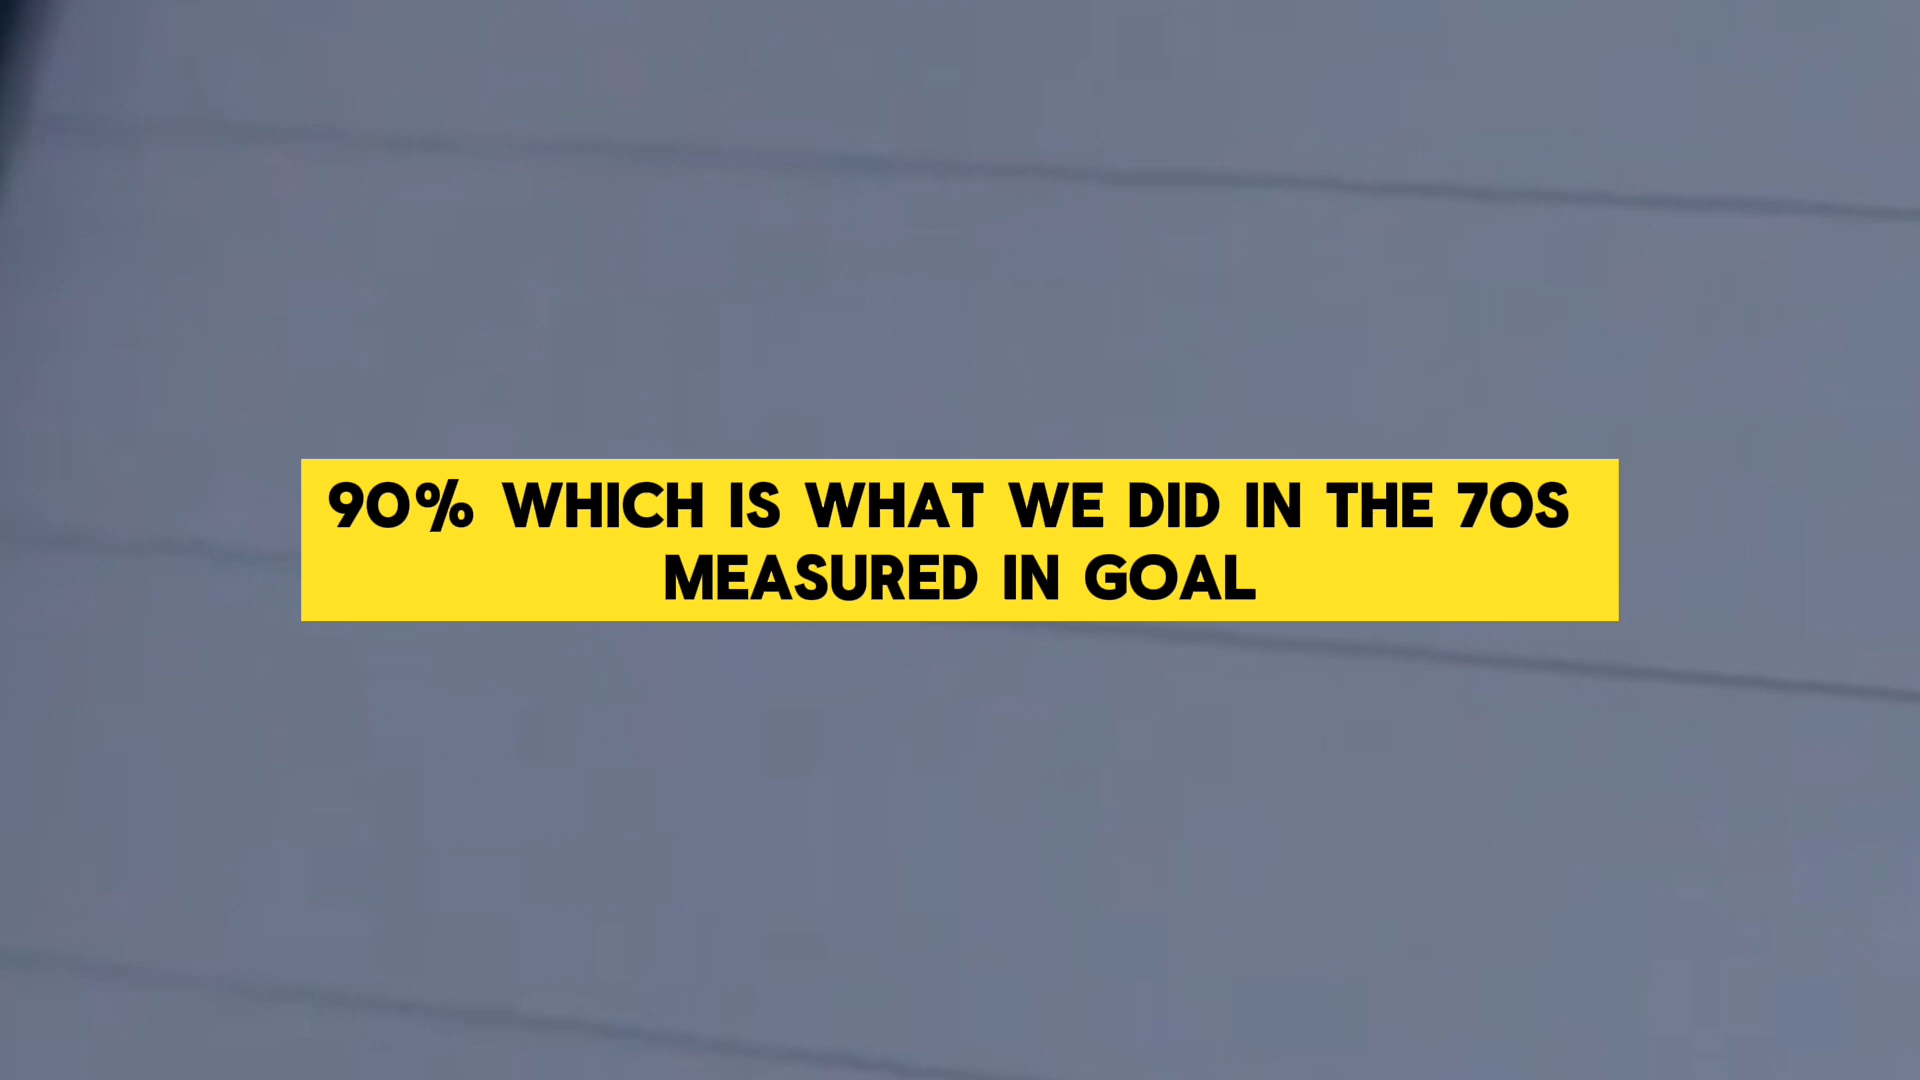 90% WHICH IS WHAT WE DID IN THE 70S
MEASURED IN GOAL